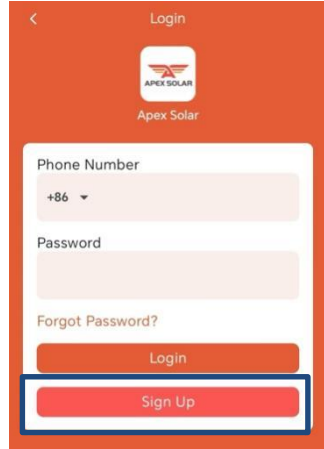 Login
APEX SOLAR
Apex Solar
Phone Number
+86
Password
Forgot Password?
Login
Sign Up